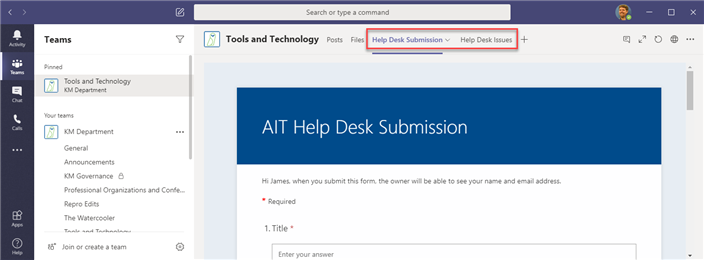 Search or type a command
Activity
Teams
Chat
Calls
Apps
Help
Teams
Pinned
Tools and Technology
KM Department
Your teams
KM Department
General
Announcements
KM Governance
Professional Organizations and Confe...
Repro Edits
The Watercooler
Tools and Technology
Join or create a team
Tools and Technology Posts Files Help Desk Submission Help Desk Issues
AIT Help Desk Submission
Hi James, when you submit this form, the owner will be able to see your name and email address.
* Required
1. Title *
Enter your answer